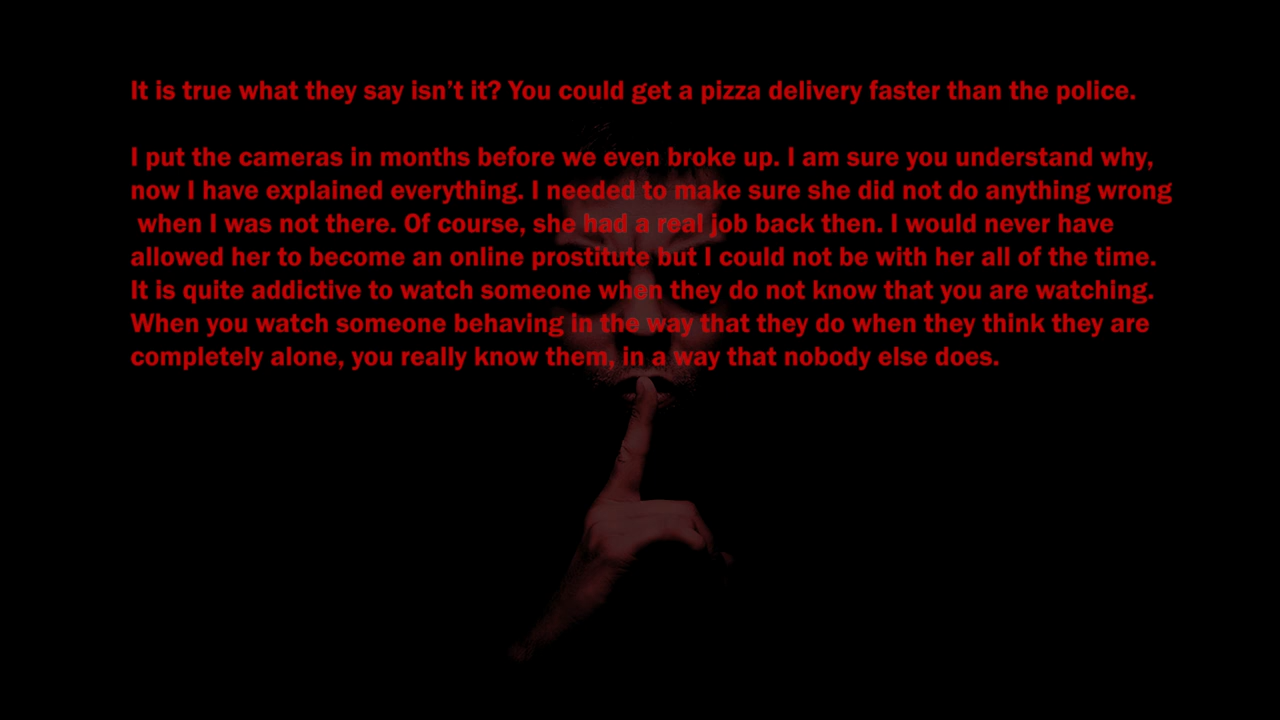 It is true what they say isn’t it? You could get a pizza delivery faster than the police.
I put the cameras in months before we even broke up. I am sure you understand why,
now I have explained everything. I needed to make sure she did not do anything wrong
when I was not there. Of course, she had a real job back then. I would never have
allowed her to become an online prostitute but I could not be with her all of the time.
It is quite addictive to watch someone when they do not know that you are watching.
When you watch someone behaving in the way that they do when they think they are
completely alone, you really know them, in a way that nobody else does.